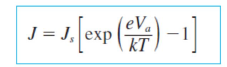 J = J_s [ exp ( eV_a / kT ) − 1 ]